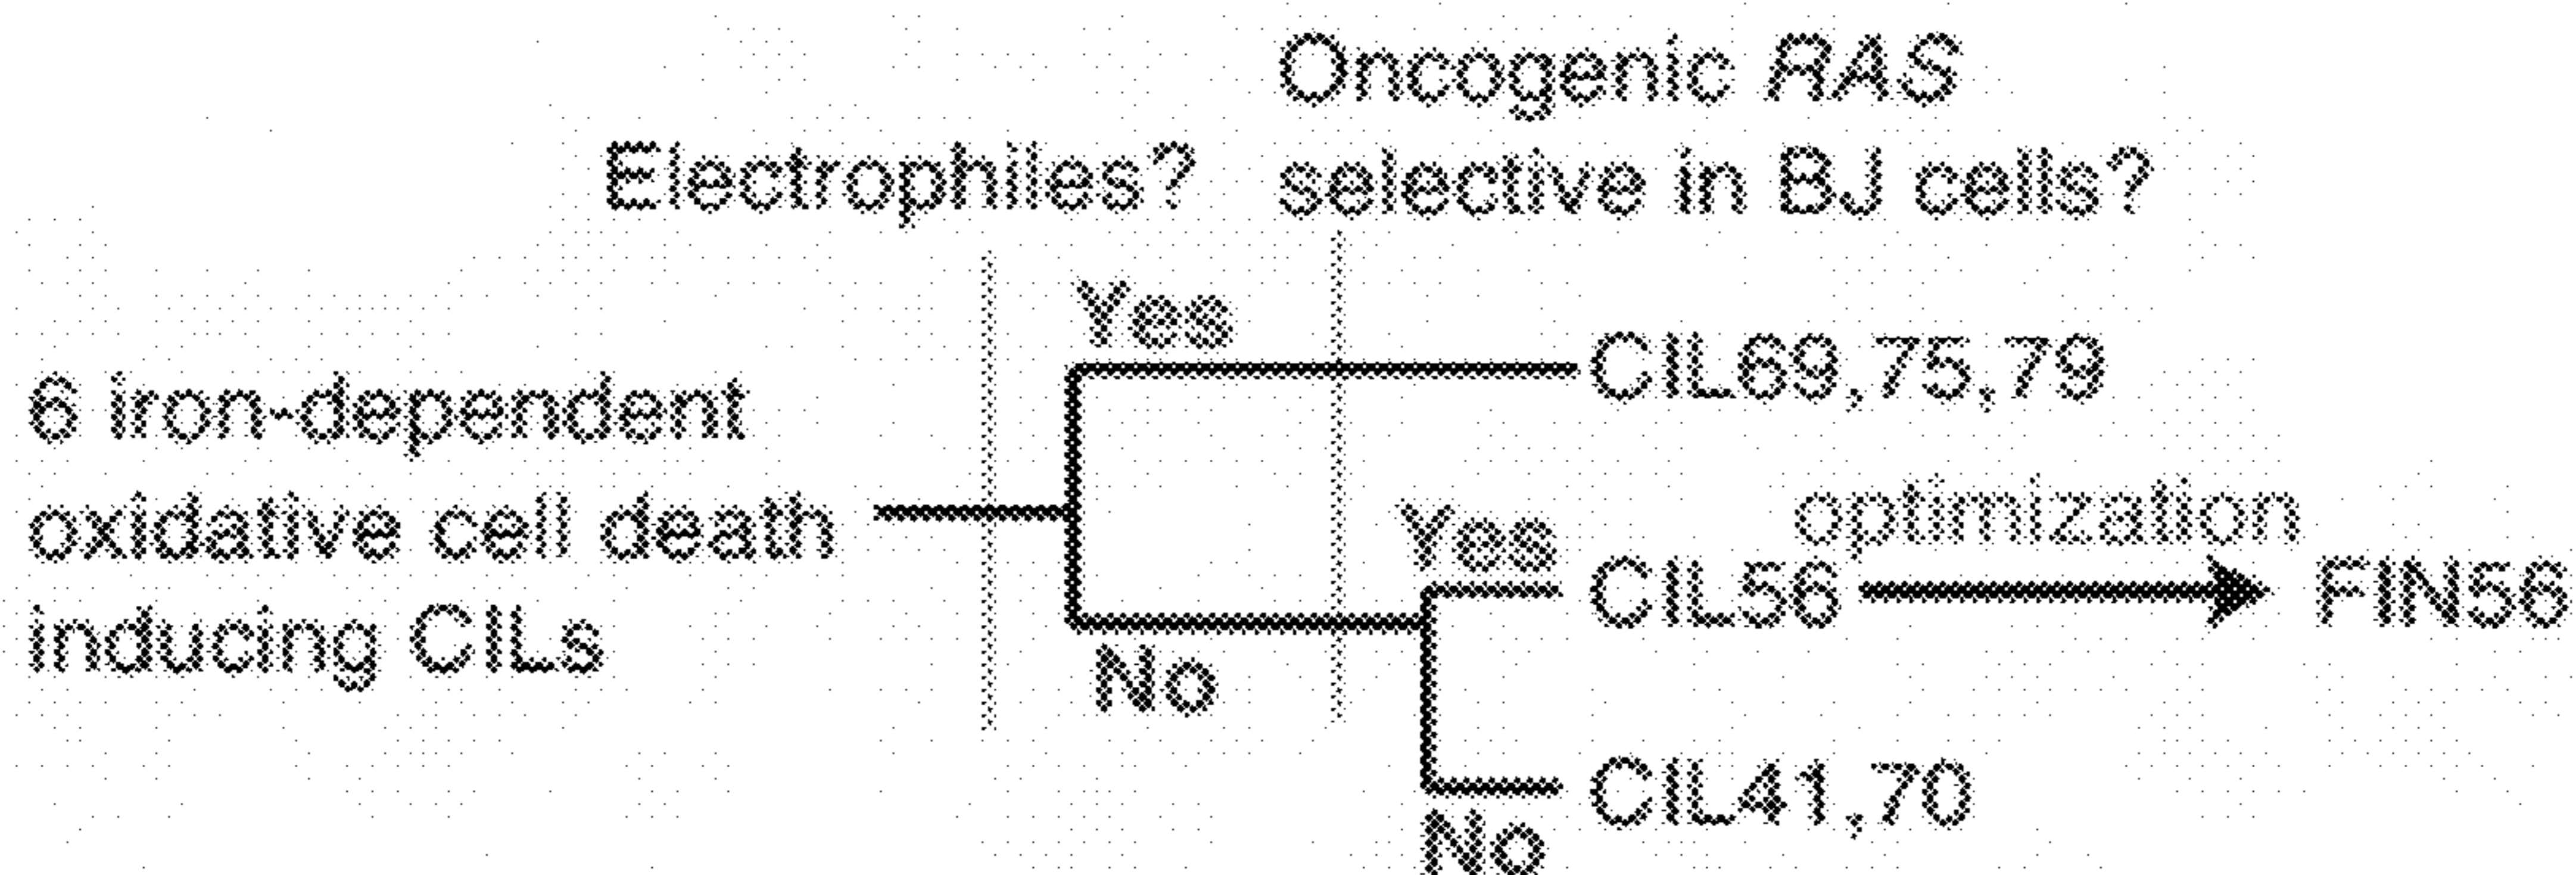 Electrophiles?
Oncogenic RAS
selective in BJ cells?
6 iron-dependent
oxidative cell death
inducing CILs
Yes
CIL69,75,79
No
Yes
CIL56
optimization
FIN56
No
CIL41,70